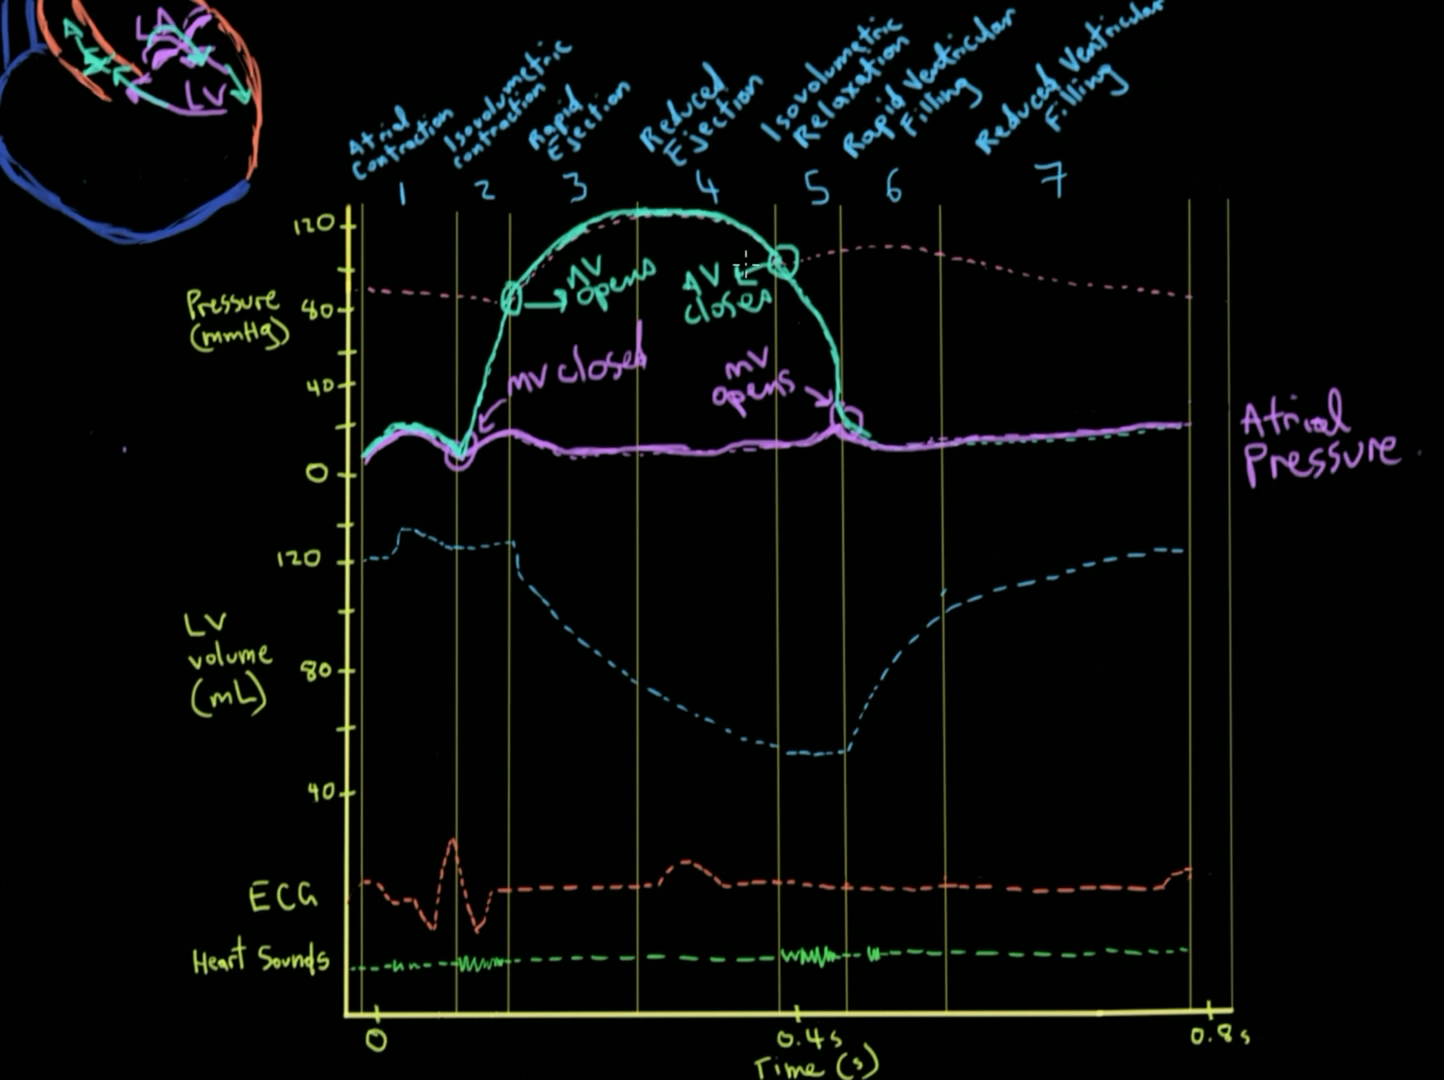 LA
LV
Atrial
Contraction
Isovolumetric
contraction
Rapid
Ejection
Reduced
Ejection
Isovolumetric
Relaxation
Rapid Ventricular
Filling
Reduced Ventricular
Filling
1 2 3 4 5 6 7
Pressure
(mmHg)
120
80
40
0
AV
opens
AV
closes
MV closed
MV
opens
Atrial
Pressure
LV
volume
(mL)
120
80
40
ECG
Heart Sounds
0 0.4s 0.8s
Time (s)